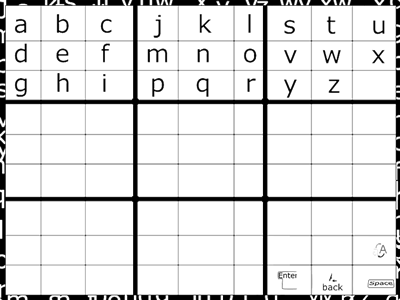 a b c j k l s t u
d e f m n o v w x
g h i p q r y z
A
Enter back Space